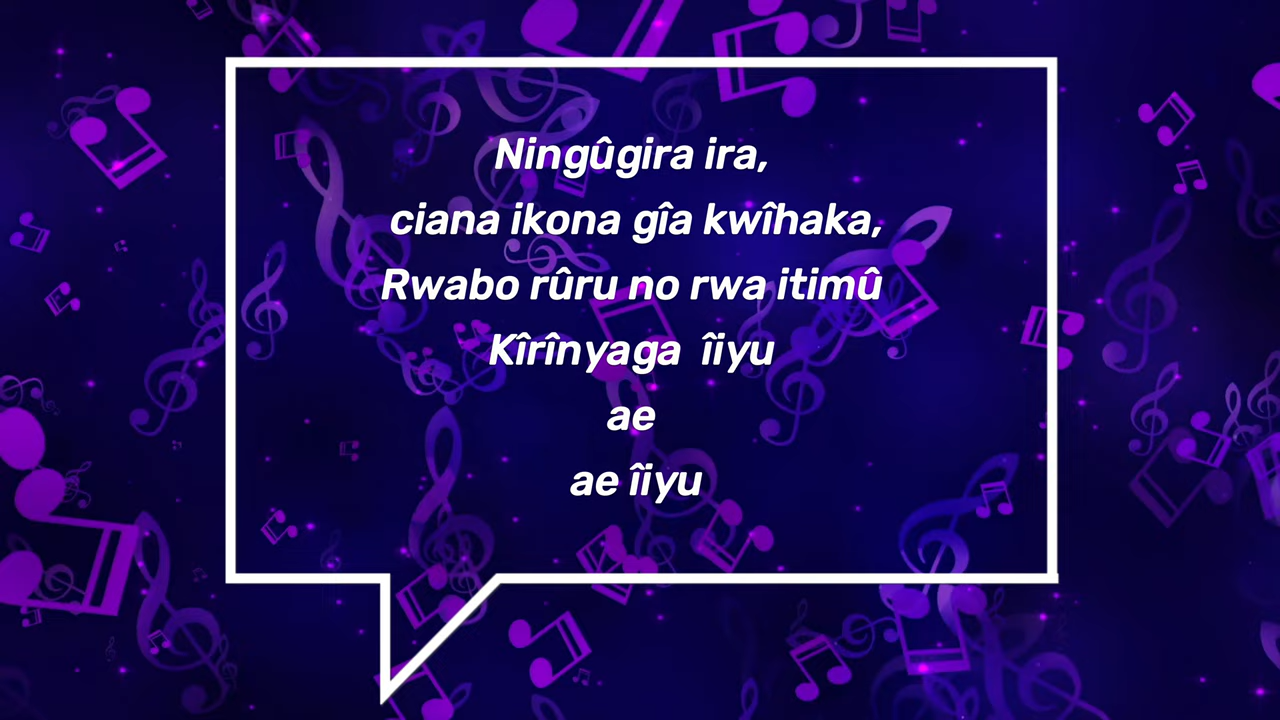 Ningûgira ira,
ciana ikona gîa kwîhaka,
Rwabo rûru no rwa itimû
Kîrînyaga îiyu
ae
ae îiyu